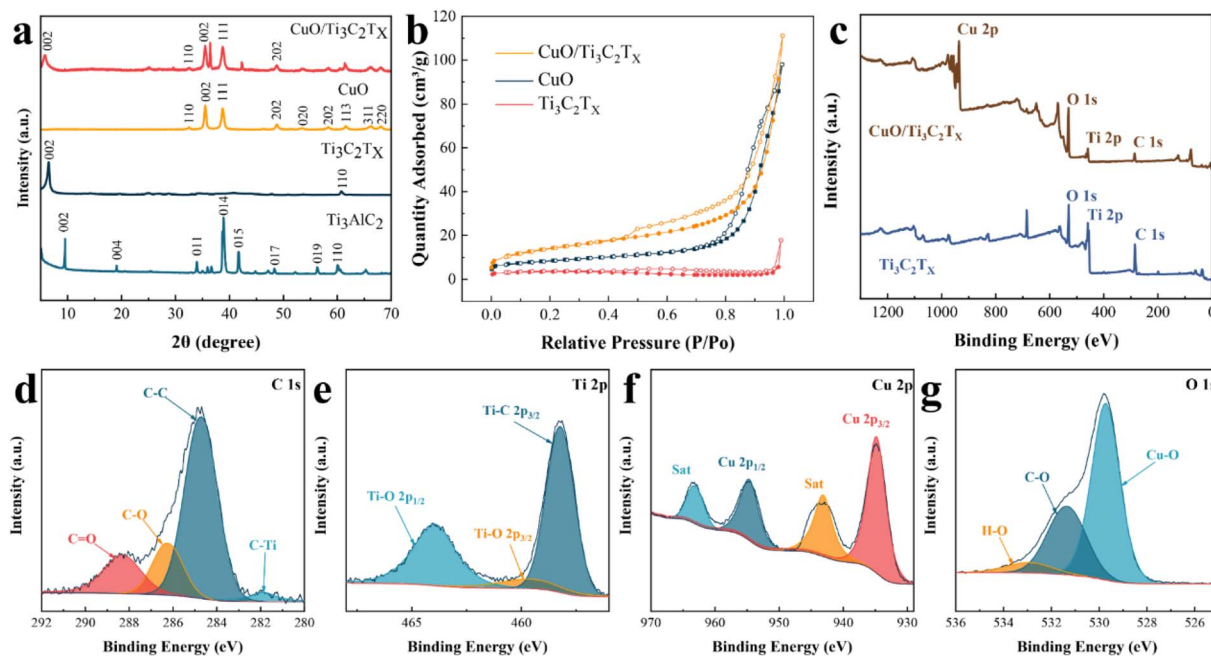 a
CuO/Ti3C2TX
002
110
002
111
202
CuO
110
002
111
202
020
202
113
311
220
Ti3C2TX
002
110
Ti3AlC2
002
004
011
014
015
017
019
110
Intensity (a.u.)
10 20 30 40 50 60 70
2θ (degree)
b
CuO/Ti3C2TX
CuO
Ti3C2TX
Quantity Adsorbed (cm³/g)
120
100
80
60
40
20
0
0.0 0.2 0.4 0.6 0.8 1.0
Relative Pressure (P/Po)
c
Cu 2p
O 1s
Ti 2p
C 1s
CuO/Ti3C2TX
O 1s
Ti 2p
C 1s
Ti3C2TX
Intensity (a.u.)
1200 1000 800 600 400 200 0
Binding Energy (eV)
d
C 1s
C-C
C-O
C=O
C-Ti
Intensity (a.u.)
292 290 288 286 284 282 280
Binding Energy (eV)
e
Ti 2p
Ti-C 2p3/2
Ti-O 2p1/2
Ti-O 2p3/2
Intensity (a.u.)
465 460
Binding Energy (eV)
f
Cu 2p
Cu 2p3/2
Cu 2p1/2
Sat
Sat
Intensity (a.u.)
970 960 950 940 930
Binding Energy (eV)
g
O 1s
Cu-O
C-O
H-O
Intensity (a.u.)
536 534 532 530 528 526
Binding Energy (eV)